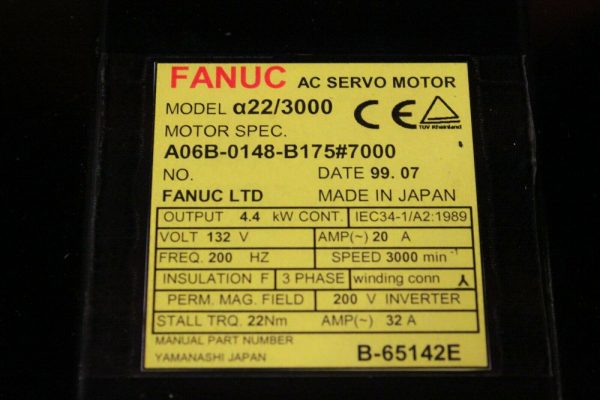 FANUC AC SERVO MOTOR
MODEL α22/3000
CE
TUV Rheinland
MOTOR SPEC.
A06B-0148-B175#7000
NO. DATE 99.07
FANUC LTD MADE IN JAPAN
OUTPUT 4.4 kW CONT. IEC34-1/A2:1989
VOLT 132 V AMP(~) 20 A
FREQ. 200 HZ SPEED 3000 min⁻¹
INSULATION F 3 PHASE winding conn
PERM. MAG. FIELD 200 V INVERTER
STALL TRQ. 22Nm AMP(~) 32 A
MANUAL PART NUMBER
YAMANASHI JAPAN B-65142E